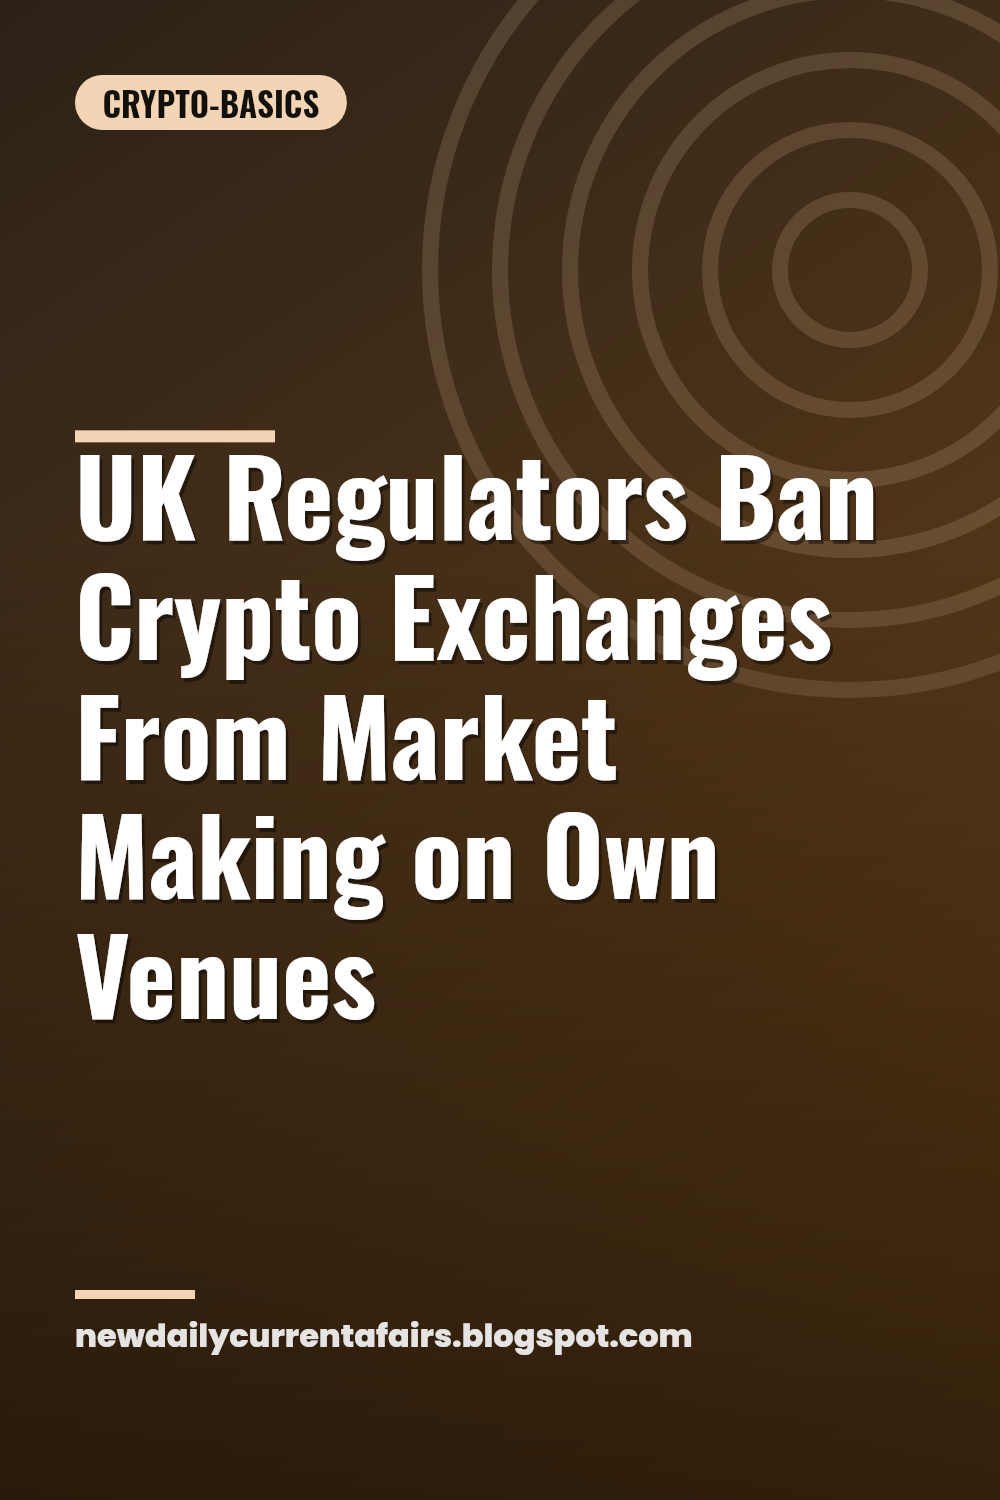 CRYPTO-BASICS
UK Regulators Ban
Crypto Exchanges
From Market
Making on Own
Venues
newdailycurrentafairs.blogspot.com